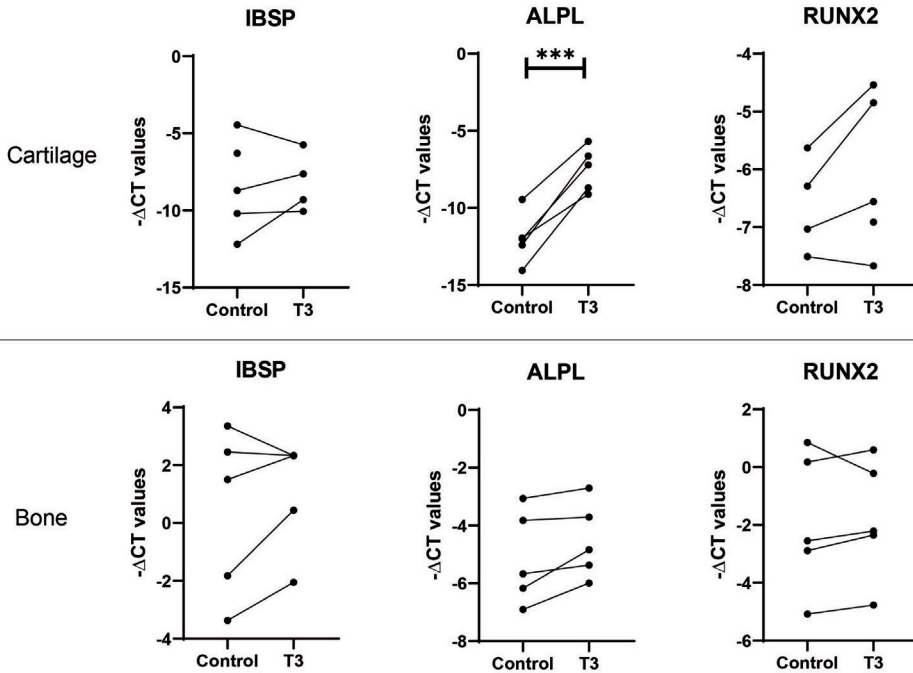 IBSP
ALPL
RUNX2
Cartilage
-ΔCT values
0
-5
-10
-15
Control T3
-ΔCT values
0
-5
-10
-15
***
Control T3
-ΔCT values
-4
-5
-6
-7
-8
Control T3
IBSP
ALPL
RUNX2
Bone
-ΔCT values
4
2
0
-2
-4
Control T3
-ΔCT values
0
-2
-4
-6
-8
Control T3
-ΔCT values
2
0
-2
-4
-6
Control T3